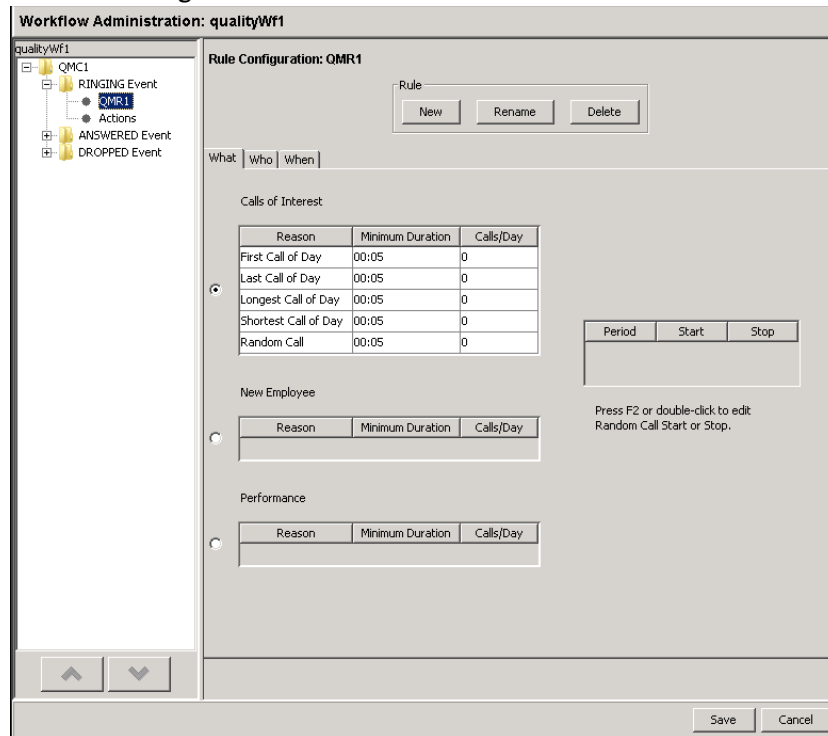 Workflow Administration: qualityWf1
qualityWf1
QMC1
RINGING Event
QMR1
Actions
ANSWERED Event
DROPPED Event
Rule Configuration: QMR1
Rule
New Rename Delete
What Who When
Calls of Interest
Reason Minimum Duration Calls/Day
First Call of Day 00:05 0
Last Call of Day 00:05 0
Longest Call of Day 00:05 0
Shortest Call of Day 00:05 0
Random Call 00:05 0
Period Start Stop
Press F2 or double-click to edit
Random Call Start or Stop.
New Employee
Reason Minimum Duration Calls/Day
Performance
Reason Minimum Duration Calls/Day
Save Cancel